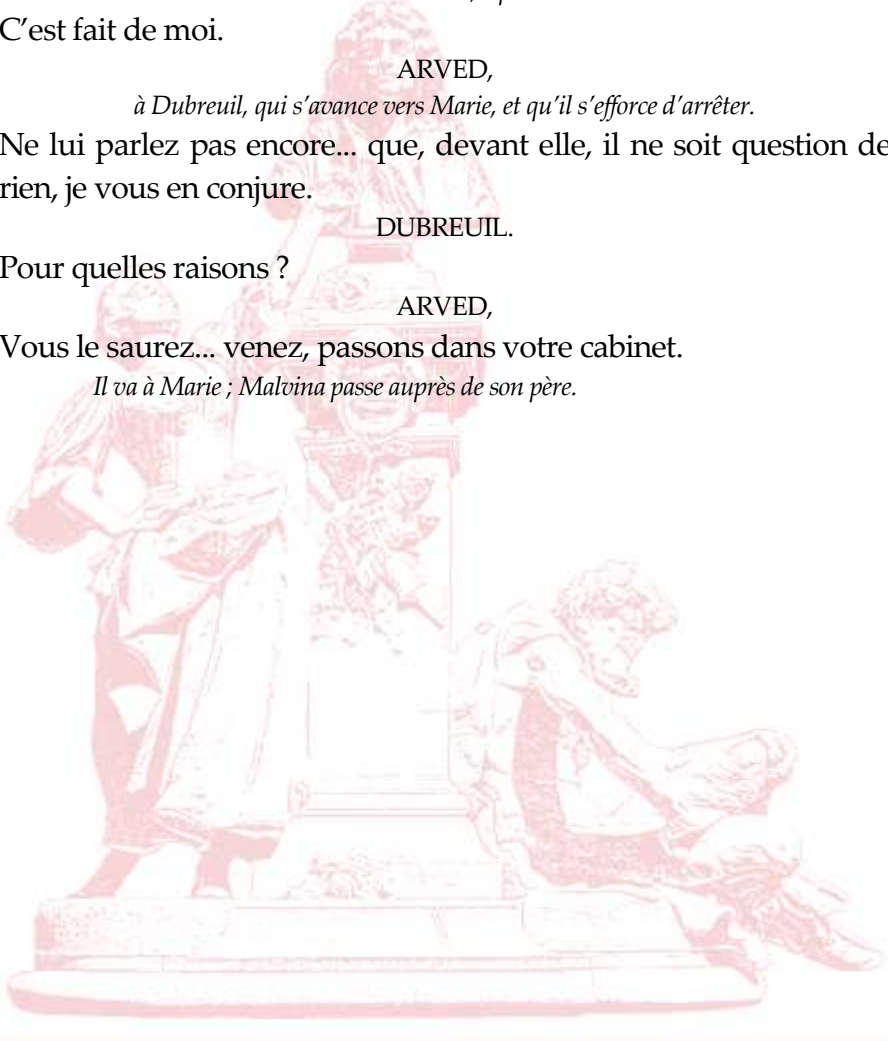 C’est fait de moi.
ARVED,
à Dubreuil, qui s’avance vers Marie, et qu’il s’efforce d’arrêter.
Ne lui parlez pas encore... que, devant elle, il ne soit question de
rien, je vous en conjure.
DUBREUIL.
Pour quelles raisons ?
ARVED,
Vous le saurez... venez, passons dans votre cabinet.
Il va à Marie ; Malvina passe auprès de son père.